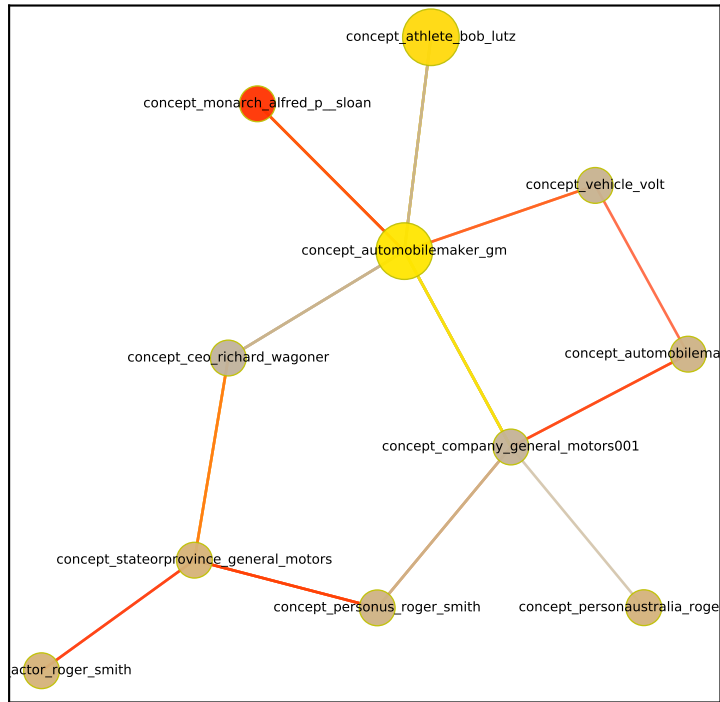 concept_athlete_bob_lutz
concept_monarch_alfred_p__sloan
concept_vehicle_volt
concept_automobilemaker_gm
concept_automobilema
concept_ceo_richard_wagoner
concept_company_general_motors001
concept_stateorprovince_general_motors
concept_personus_roger_smith
concept_personaustralia_roge
actor_roger_smith